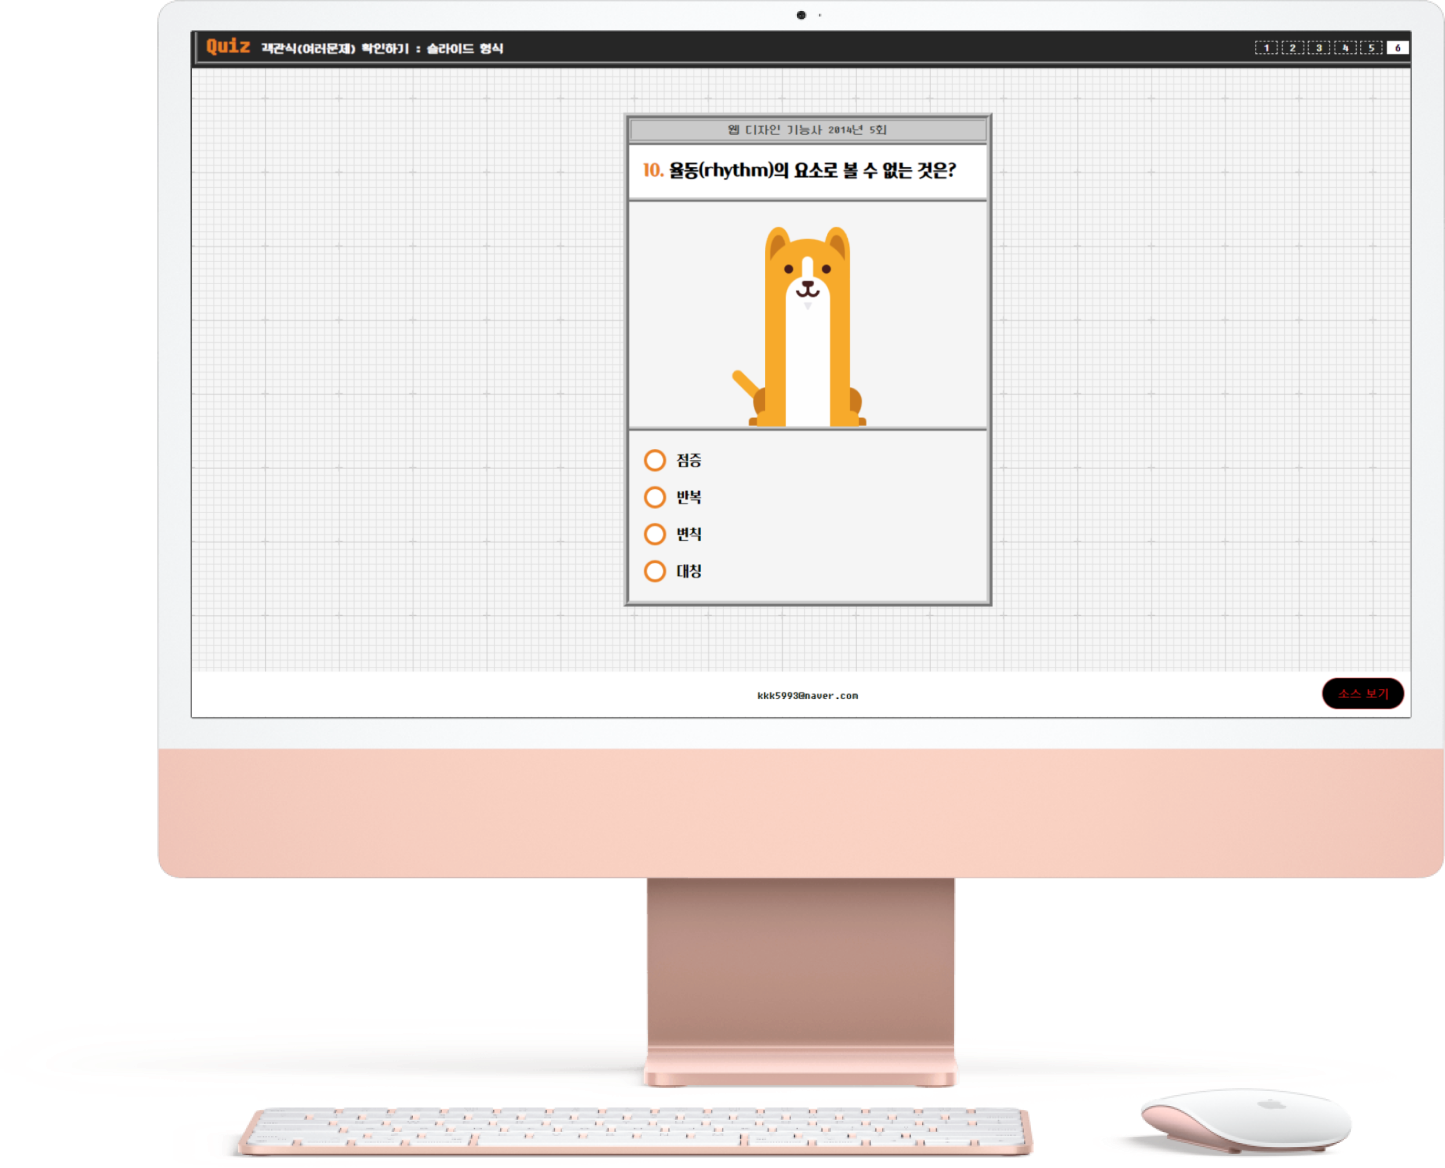 Quiz 객관식(여러문제) 확인하기 : 슬라이드 형식
1 2 3 4 5 6
웹 디자인 기능사 2014년 5회
10. 율동(rhythm)의 요소로 볼 수 없는 것은?
점증
반복
변칙
대칭
kkk5993@naver.com
소스 보기